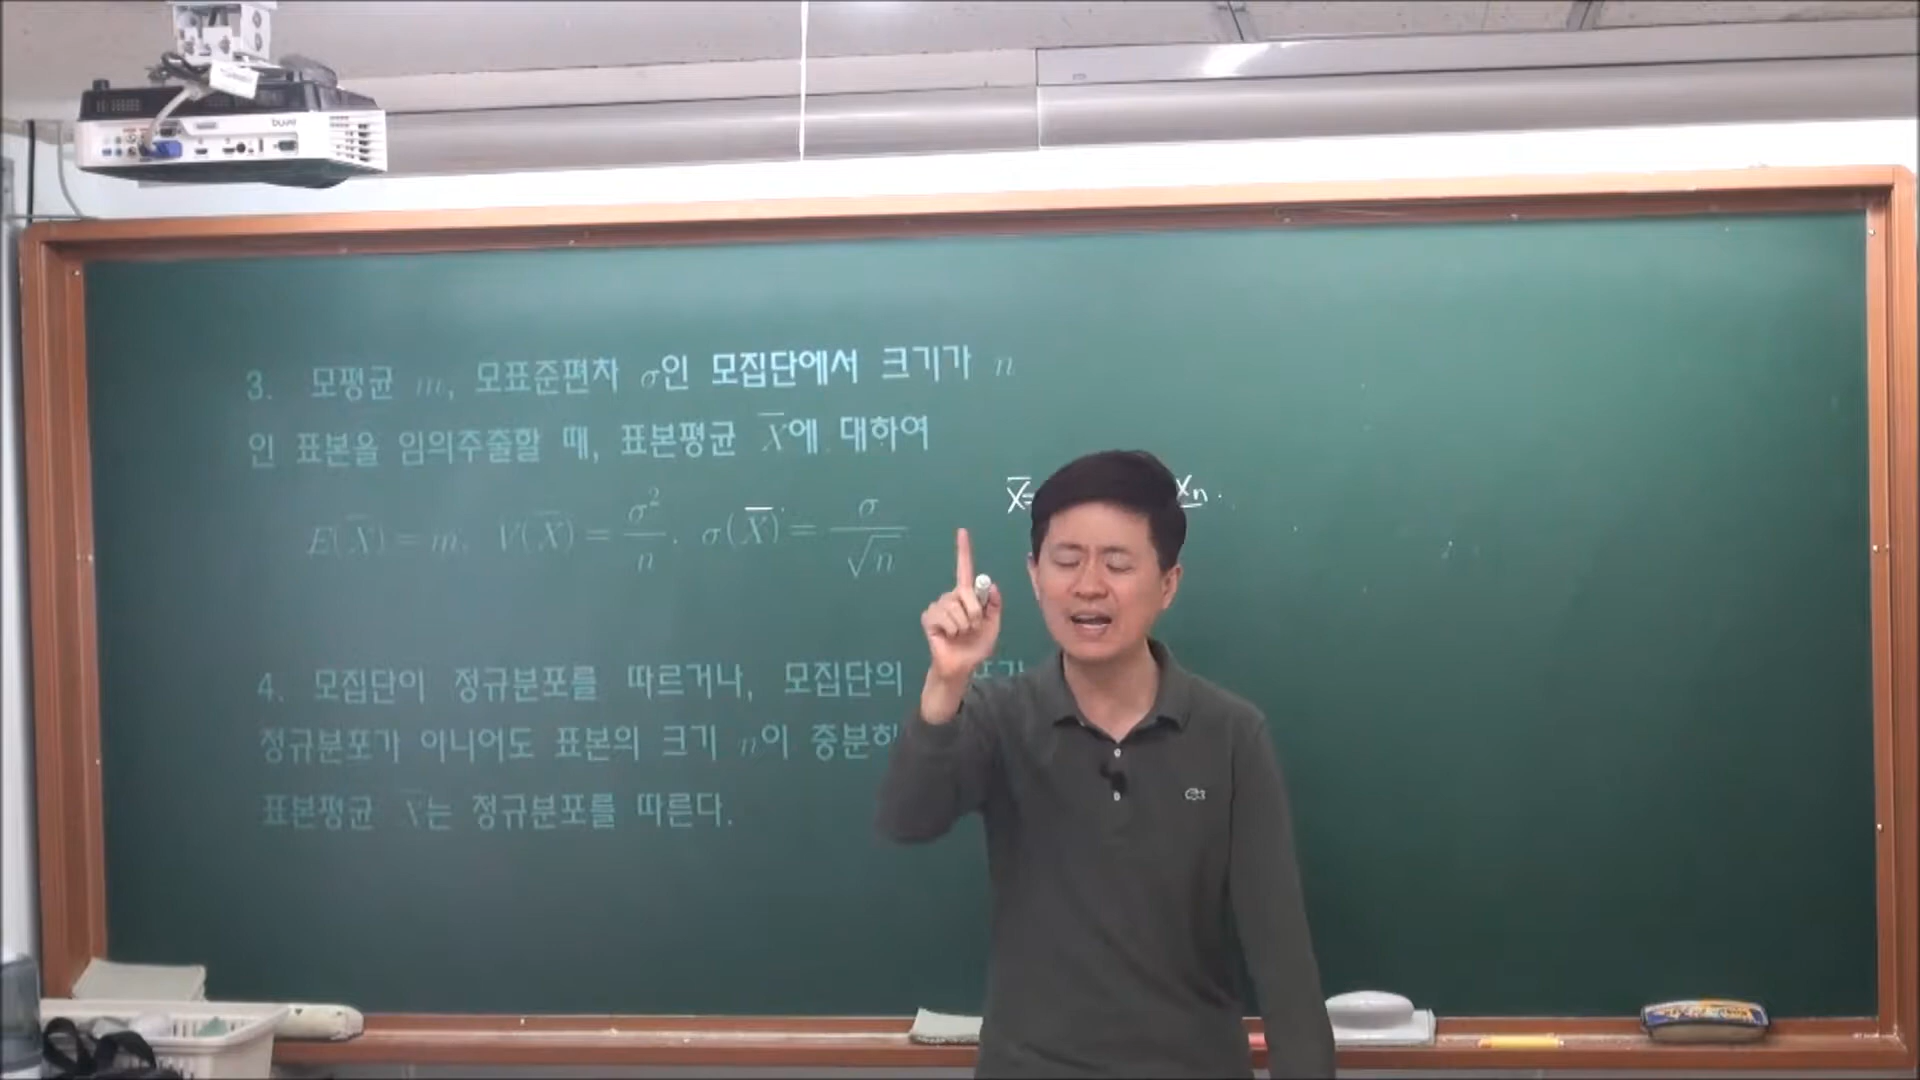 3. 모평균 m, 모표준편차 σ인 모집단에서 크기가 n
인 표본을 임의추출할 때, 표본평균 X̄에 대하여
E(X̄) = m, V(X̄) = σ²/n, σ(X̄) = σ/√n
X̄= Xn
4. 모집단이 정규분포를 따르거나, 모집단의
정규분포가 아니어도 표본의 크기 n이 충분히
표본평균 X̄는 정규분포를 따른다.